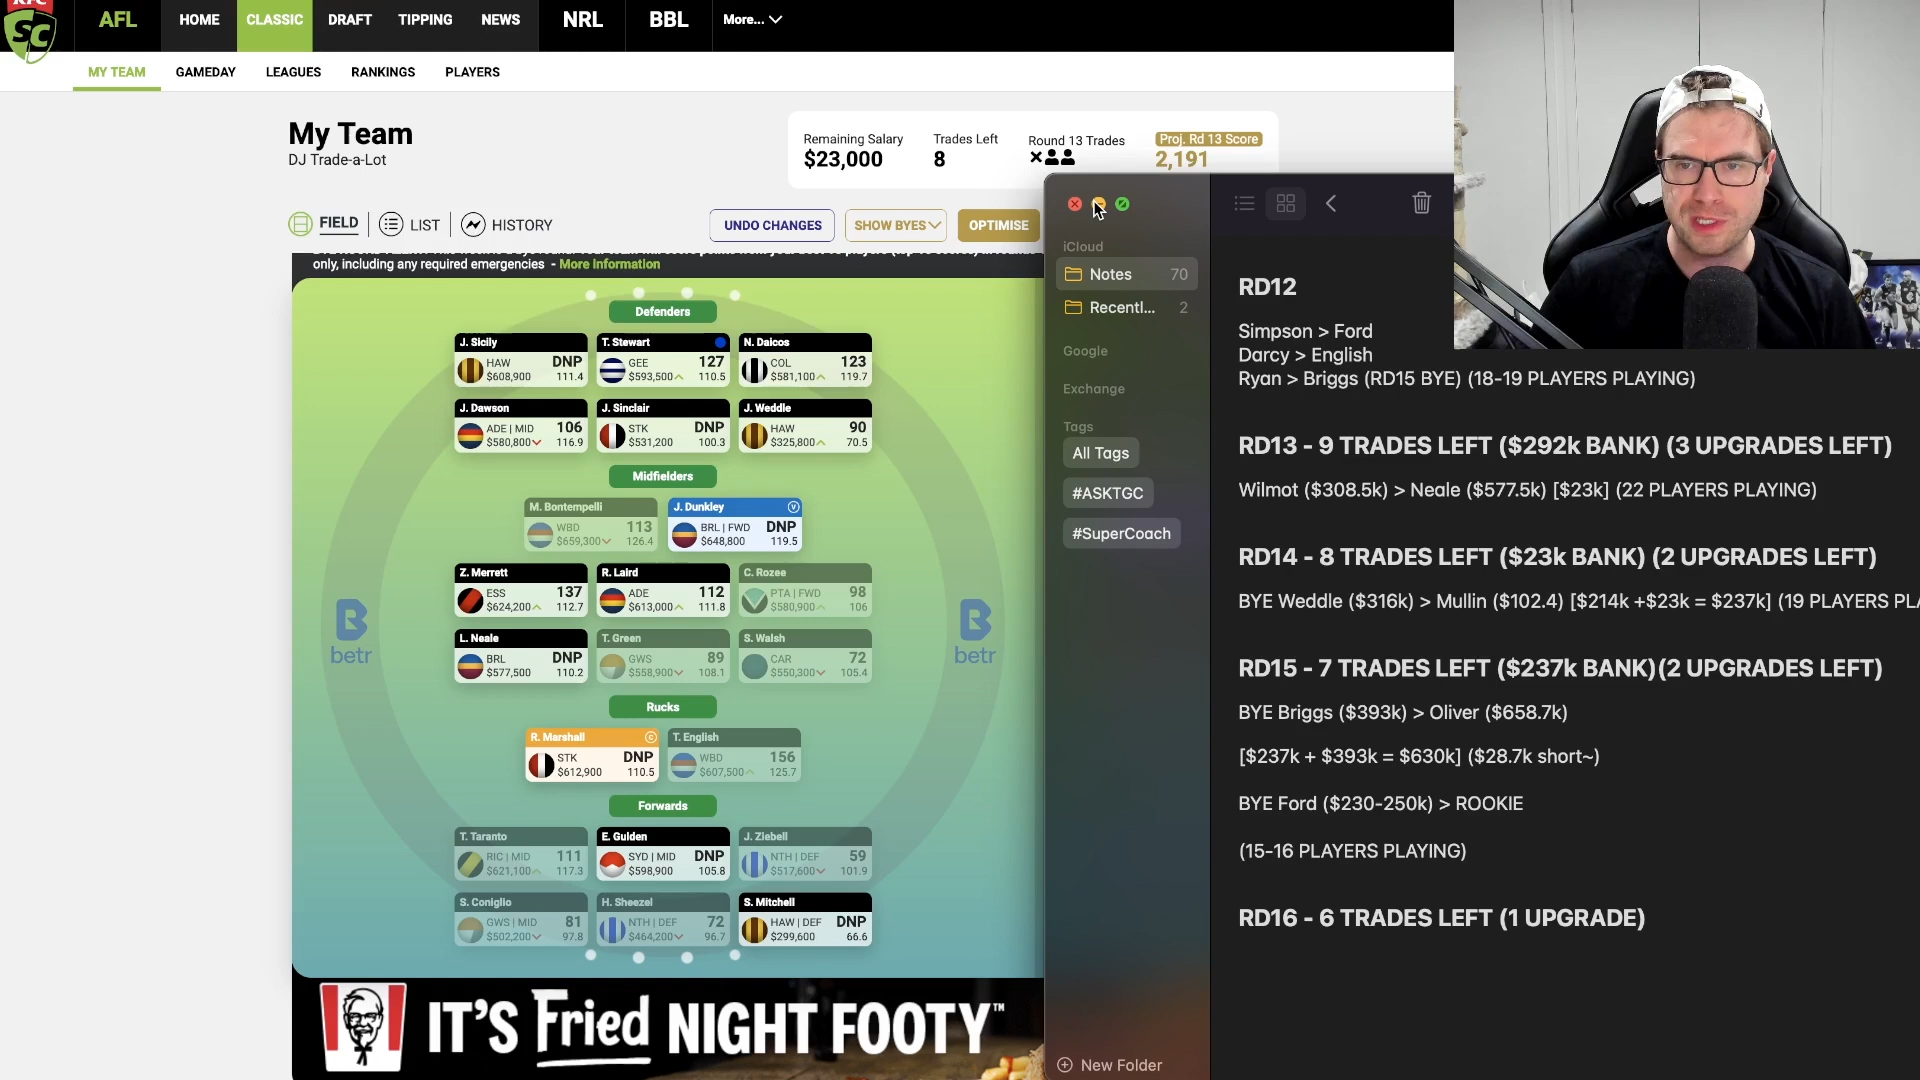 KFC
SC
AFL
HOME
CLASSIC
DRAFT
TIPPING
NEWS
NRL
BBL
More...
MY TEAM
GAMEDAY
LEAGUES
RANKINGS
PLAYERS
My Team
DJ Trade-a-Lot
Remaining Salary
$23,000
Trades Left
8
Round 13 Trades
Proj. Rd 13 Score
2,191
FIELD
LIST
HISTORY
UNDO CHANGES
SHOW BYES
OPTIMISE
only, including any required emergencies - More Information
Defenders
J. Sicily
HAW DNP
$608,900 111.4
T. Stewart
GEE 127
$593,500 110.5
N. Daicos
COL 123
$581,100 119.7
J. Dawson
ADE | MID 106
$580,800 116.9
J. Sinclair
STK DNP
$531,200 100.3
J. Weddle
HAW 90
$325,800 70.5
Midfielders
M. Bontempelli
WBD 113
$659,300 126.4
J. Dunkley V
BRL | FWD DNP
$648,800 119.5
Z. Merrett
ESS 137
$624,200 112.7
R. Laird
ADE 112
$613,000 111.8
C. Rozee
PTA | FWD 98
$580,900 106
L. Neale
BRL DNP
$577,500 110.2
T. Green
GWS 89
$558,900 108.1
S. Walsh
CAR 72
$550,300 105.4
B
betr
B
betr
Rucks
R. Marshall C
STK DNP
$612,900 110.5
T. English
WBD 156
$607,500 125.7
Forwards
T. Taranto
RIC | MID 111
$621,100 117.3
E. Gulden
SYD | MID DNP
$598,900 105.8
J. Ziebell
NTH | DEF 59
$517,600 101.9
S. Coniglio
GWS | MID 81
$502,200 97.8
H. Sheezel
NTH | DEF 72
$464,200 96.7
S. Mitchell
HAW | DEF DNP
$299,600 66.6
KFC
IT'S Fried NIGHT FOOTY™
iCloud
Notes 70
Recentl... 2
Google
Exchange
Tags
All Tags
#ASKTGC
#SuperCoach
New Folder
RD12
Simpson > Ford
Darcy > English
Ryan > Briggs (RD15 BYE) (18-19 PLAYERS PLAYING)
RD13 - 9 TRADES LEFT ($292k BANK) (3 UPGRADES LEFT)
Wilmot ($308.5k) > Neale ($577.5k) [$23k] (22 PLAYERS PLAYING)
RD14 - 8 TRADES LEFT ($23k BANK) (2 UPGRADES LEFT)
BYE Weddle ($316k) > Mullin ($102.4) [$214k +$23k = $237k] (19 PLAYERS PLA
RD15 - 7 TRADES LEFT ($237k BANK)(2 UPGRADES LEFT)
BYE Briggs ($393k) > Oliver ($658.7k)
[$237k + $393k = $630k] ($28.7k short~)
BYE Ford ($230-250k) > ROOKIE
(15-16 PLAYERS PLAYING)
RD16 - 6 TRADES LEFT (1 UPGRADE)